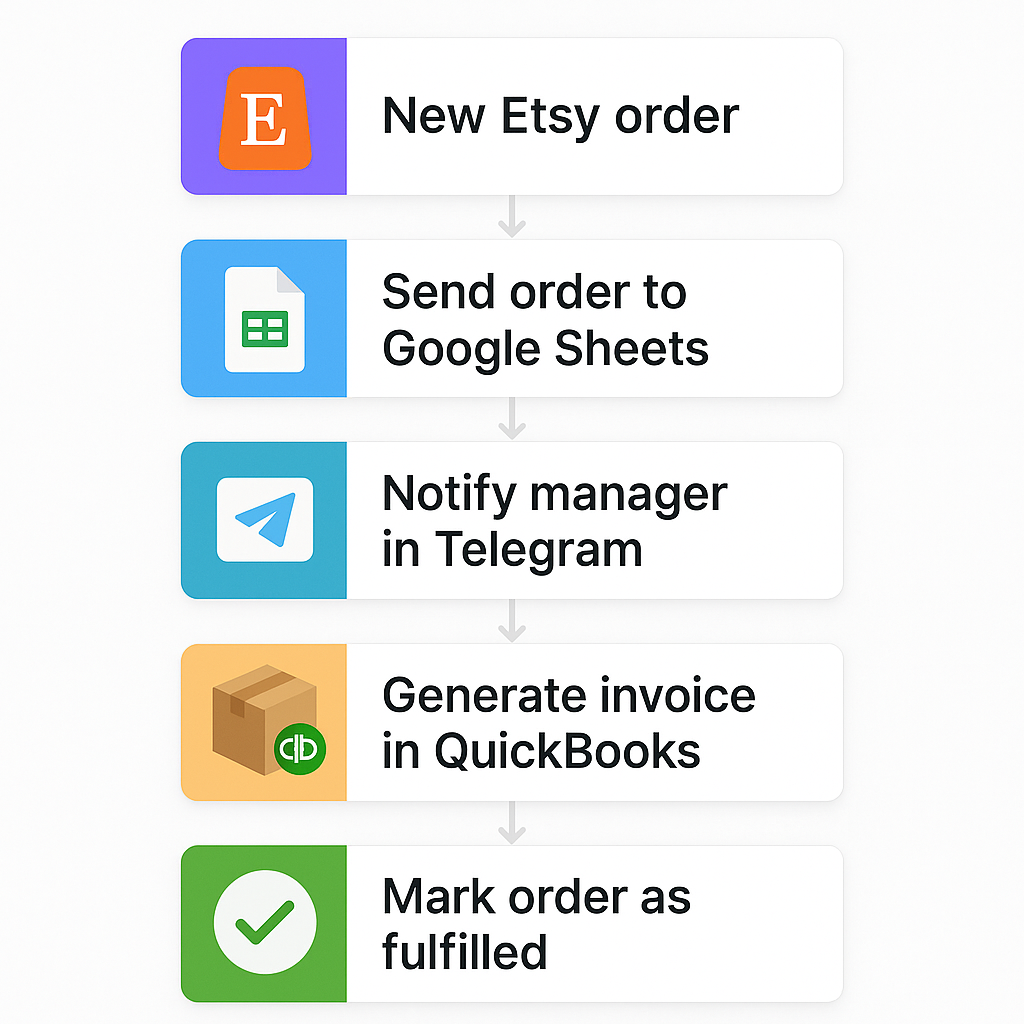 E
New Etsy order
Send order to
Google Sheets
Notify manager
in Telegram
Generate invoice
in QuickBooks
Mark order as
fulfilled